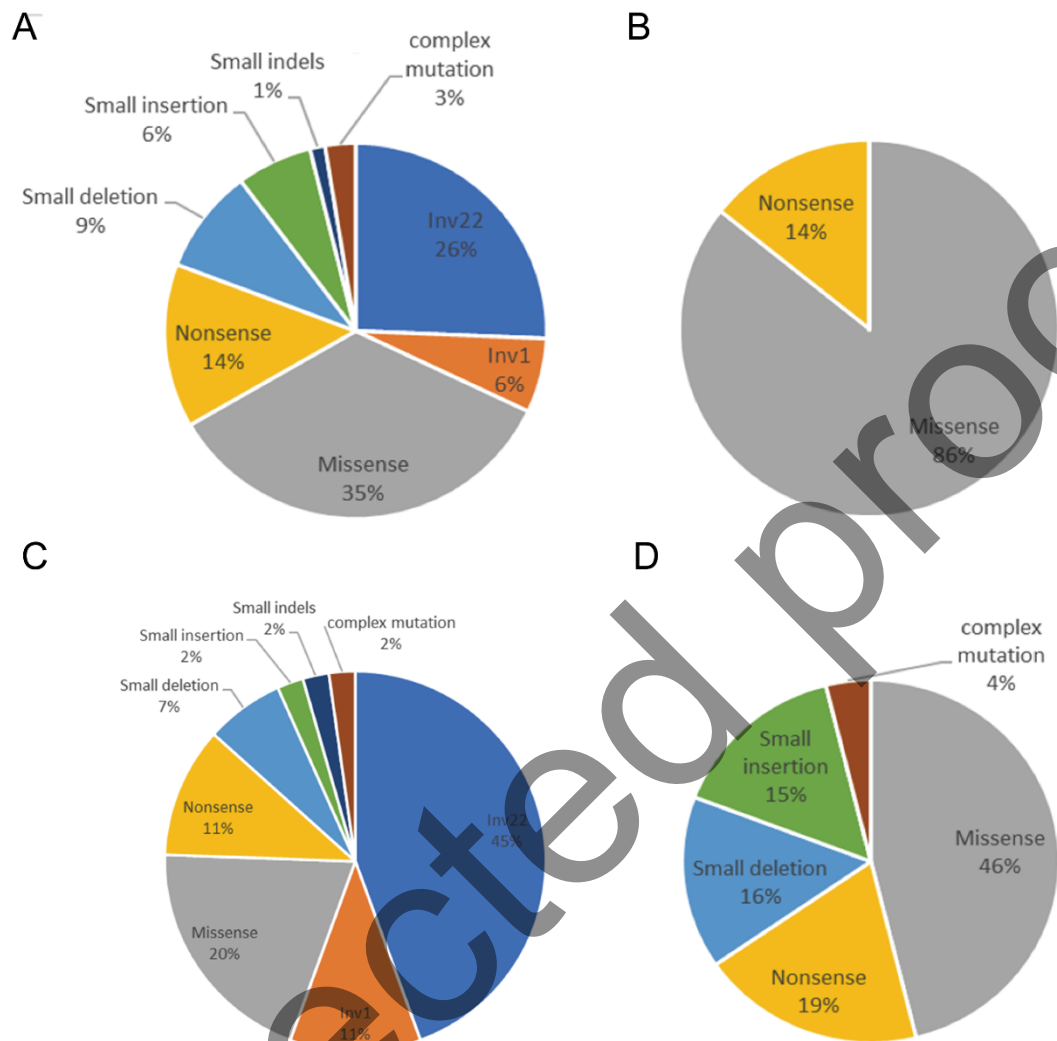 A
B
Small indels
1%
complex
mutation
3%
Small insertion
6%
Small deletion
9%
Inv22
26%
Nonsense
14%
Inv1
6%
Missense
35%
Nonsense
14%
Missense
86%
C
D
Small indels
2%
complex mutation
2%
Small insertion
2%
Small deletion
7%
Nonsense
11%
Inv22
45%
Missense
20%
Inv1
11%
complex
mutation
4%
Small
insertion
15%
Missense
46%
Small deletion
16%
Nonsense
19%
ected proo